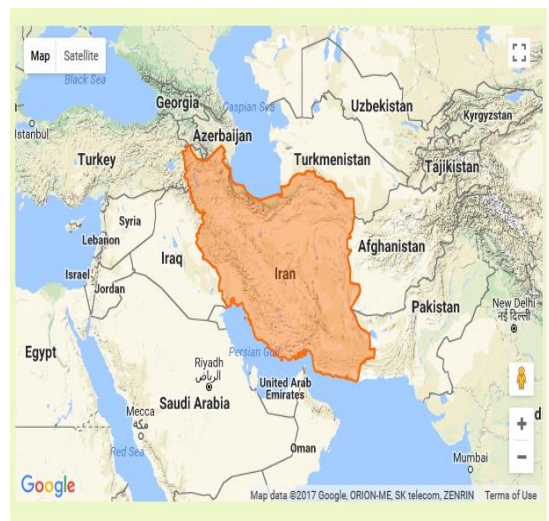 Map Satellite
Black Sea
Georgia
Caspian Sea
Uzbekistan
Kyrgyzstan
Istanbul
Azerbaijan
Turkey
Turkmenistan
Tajikistan
Syria
Lebanon
Afghanistan
Iraq
Iran
Israel
Jordan
Pakistan
New Delhi
नई दिल्ली
Persian Gulf
Egypt
Riyadh
الرياض
United Arab
Emirates
Mecca
مكة
Saudi Arabia
Red Sea
Oman
Mumbai
Google
Map data ©2017 Google, ORION-ME, SK telecom, ZENRIN Terms of Use